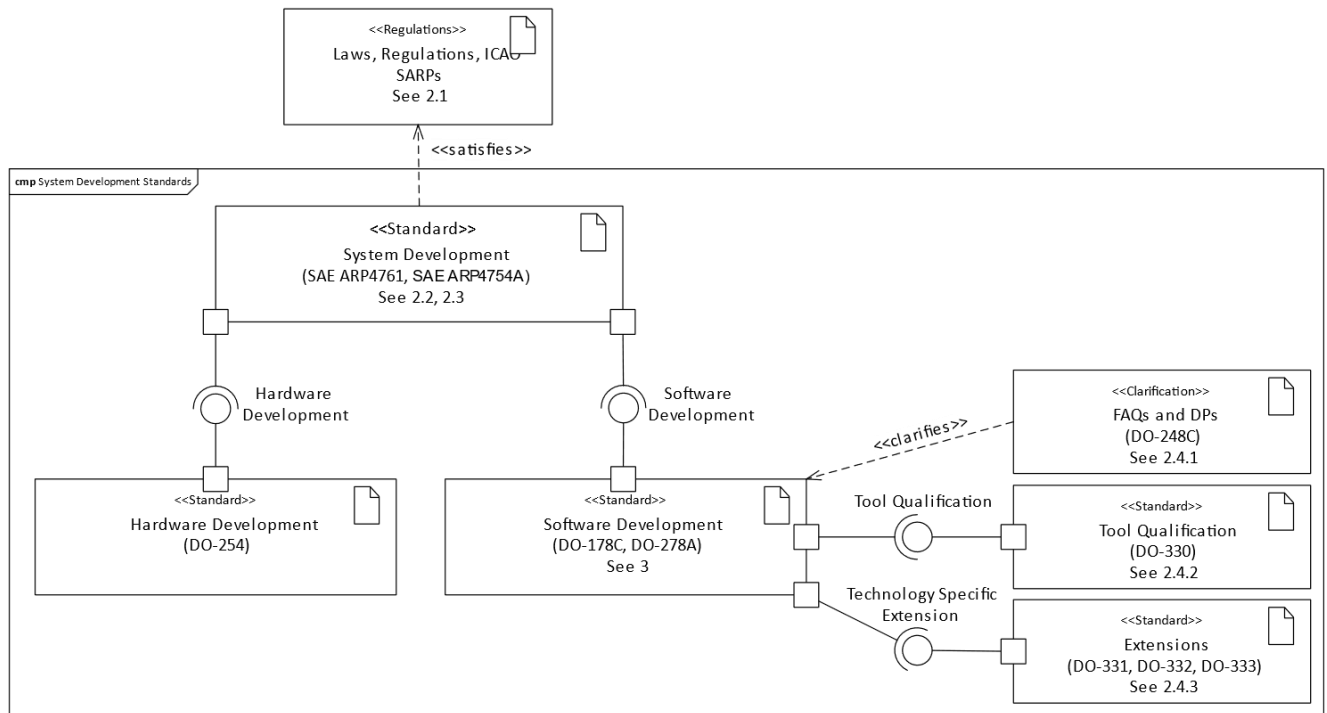 <<Regulations>>
Laws, Regulations, ICAO
SARPs
See 2.1
<<satisfies>>
cmp System Development Standards
<<Standard>>
System Development
(SAE ARP4761, SAE ARP4754A)
See 2.2, 2.3
Hardware
Development
Software
Development
<<clarifies>>
<<Clarification>>
FAQs and DPs
(DO-248C)
See 2.4.1
<<Standard>>
Hardware Development
(DO-254)
<<Standard>>
Software Development
(DO-178C, DO-278A)
See 3
Tool Qualification
<<Standard>>
Tool Qualification
(DO-330)
See 2.4.2
Technology Specific
Extension
<<Standard>>
Extensions
(DO-331, DO-332, DO-333)
See 2.4.3